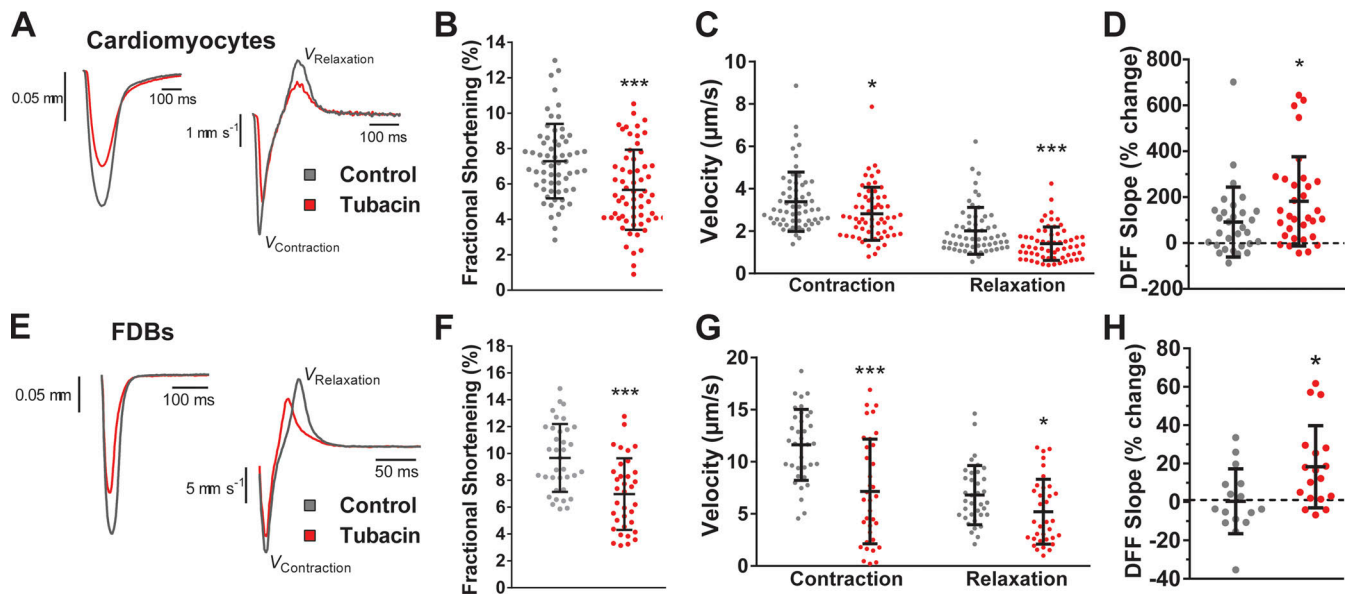 A
Cardiomyocytes
0.05 mm
100 ms
VRelaxation
1 mm s-1
100 ms
Control
Tubacin
VContraction
B
Fractional Shortening (%)
14
12
10
8
6
4
2
0
***
C
Velocity (µm/s)
10
8
6
4
2
0
*
***
Contraction
Relaxation
D
DFF Slope (% change)
800
600
400
200
0
200
*
E
FDBs
0.05 mm
100 ms
VRelaxation
50 ms
5 mm s-1
Control
Tubacin
VContraction
F
Fractional Shorteneing (%)
18
16
14
12
10
8
6
4
2
0
***
G
Velocity (µm/s)
20
15
10
5
0
***
*
Contraction
Relaxation
H
DFF Slope (% change)
80
60
40
20
0
-20
-40
*